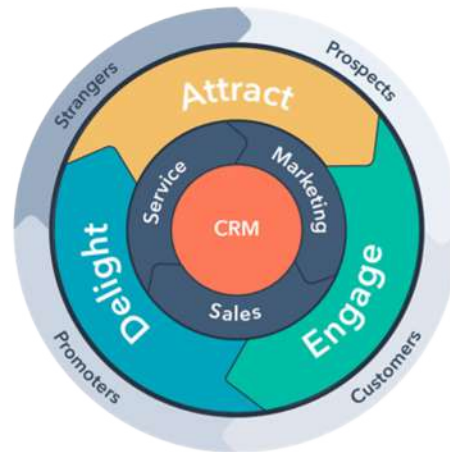 Strangers
Prospects
Attract
Service
Marketing
CRM
Sales
Delight
Engage
Promoters
Customers